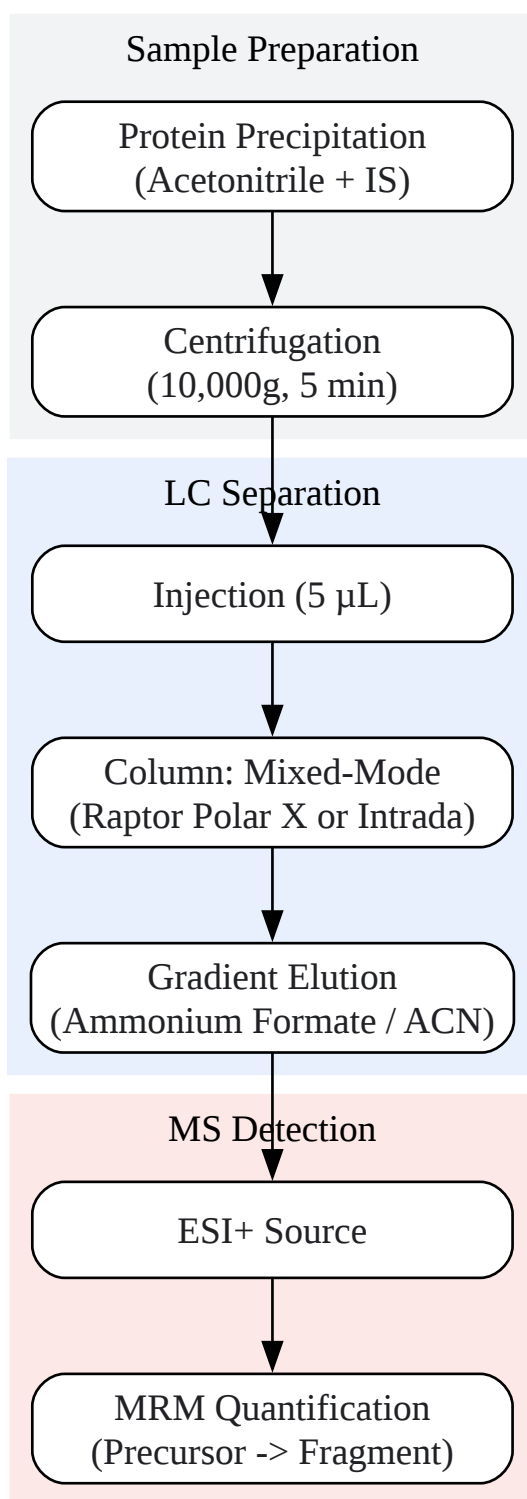 Sample Preparation
Protein Precipitation
(Acetonitrile + IS)
Centrifugation
(10,000g, 5 min)
LC Separation
Injection (5 µL)
Column: Mixed-Mode
(Raptor Polar X or Intrada)
Gradient Elution
(Ammonium Formate / ACN)
MS Detection
ESI+ Source
MRM Quantification
(Precursor -> Fragment)